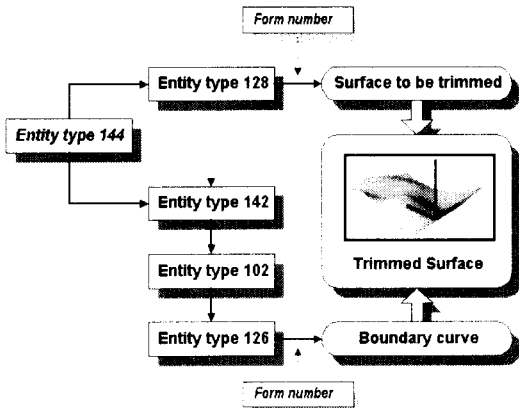 Form number
Entity type 128
Surface to be trimmed
Entity type 144
Entity type 142
Trimmed Surface
Entity type 102
Entity type 126
Boundary curve
Form number